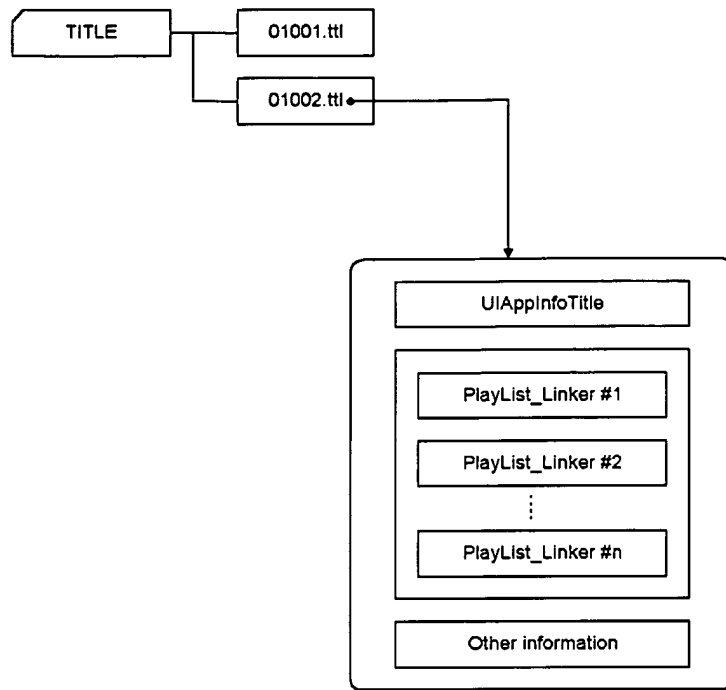 TITLE
01001.ttl
01002.ttl
UIAppInfoTitle
PlayList_Linker #1
PlayList_Linker #2
PlayList_Linker #n
Other information